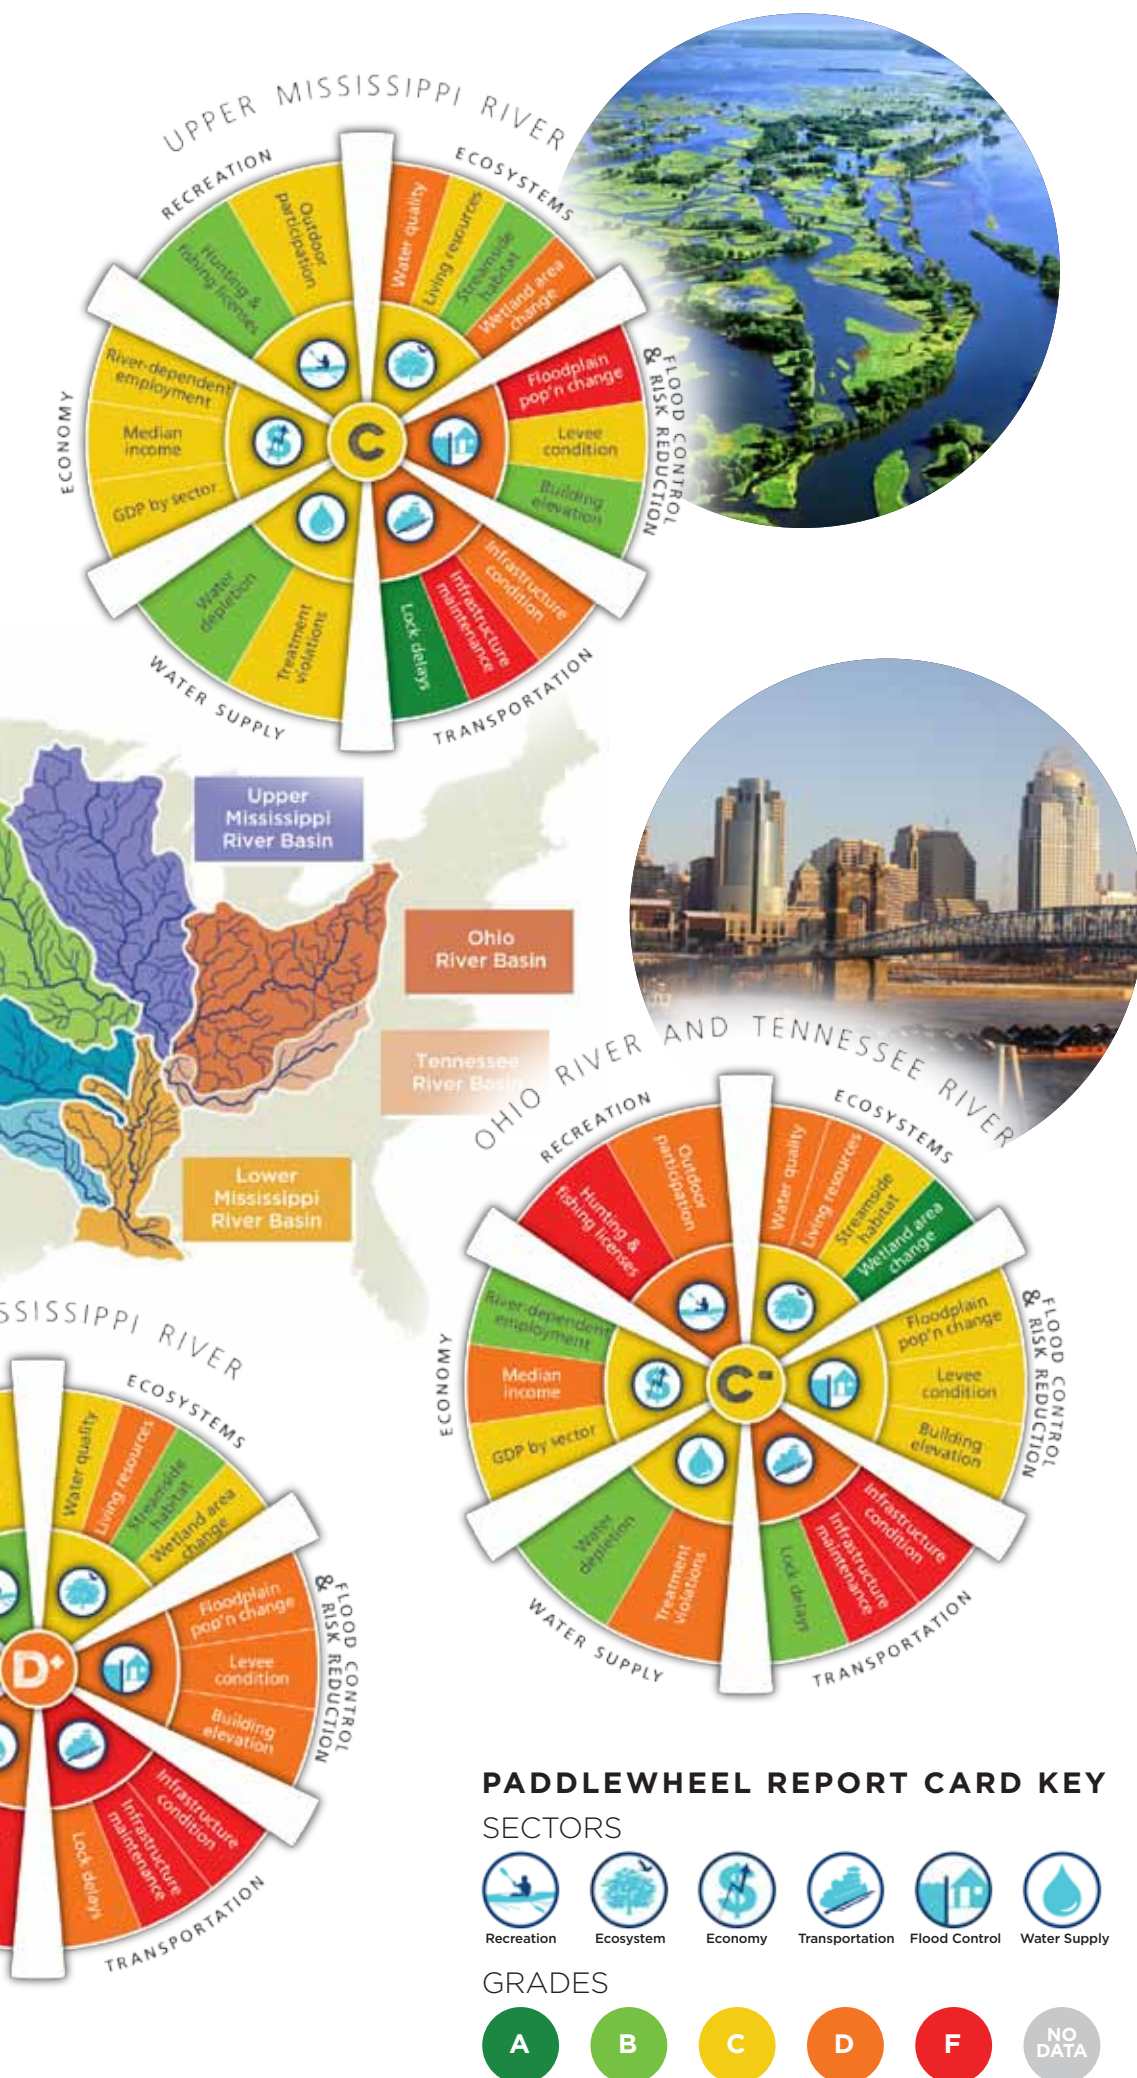 UPPER MISSISSIPPI RIVER
RECREATION
ECOSYSTEMS
Hunting &
fishing licenses
Outdoor
participation
Water quality
Living resources
Streamside
habitat
Wetland area
change
FLOOD CONTROL
& RISK REDUCTION
Floodplain
pop'n change
Levee
condition
Building
elevation
ECONOMY
River-dependent
employment
Median
income
GDP by sector
C
Water
depletion
Treatment
violations
Lock delays
Infrastructure
maintenance
Infrastructure
condition
WATER SUPPLY
TRANSPORTATION
Upper
Mississippi
River Basin
Ohio
River Basin
Tennessee
River Basin
Lower
Mississippi
River Basin
OHIO RIVER AND TENNESSEE RIVER
RECREATION
ECOSYSTEMS
Hunting &
fishing licenses
Outdoor
participation
Water quality
Living resources
Streamside
habitat
Wetland area
change
FLOOD CONTROL
& RISK REDUCTION
Floodplain
pop'n change
Levee
condition
Building
elevation
ECONOMY
River-dependent
employment
Median
income
GDP by sector
C-
Water
depletion
Treatment
violations
Lock delays
Infrastructure
maintenance
Infrastructure
condition
WATER SUPPLY
TRANSPORTATION
SSISSIPPI RIVER
ECOSYSTEMS
Water quality
Living resources
Streamside
habitat
Wetland area
change
FLOOD CONTROL
& RISK REDUCTION
Floodplain
pop'n change
Levee
condition
Building
elevation
D+
Lock delays
Infrastructure
maintenance
Infrastructure
condition
TRANSPORTATION
PADDLEWHEEL REPORT CARD KEY
SECTORS
Recreation Ecosystem Economy Transportation Flood Control Water Supply
GRADES
A B C D F NO
DATA